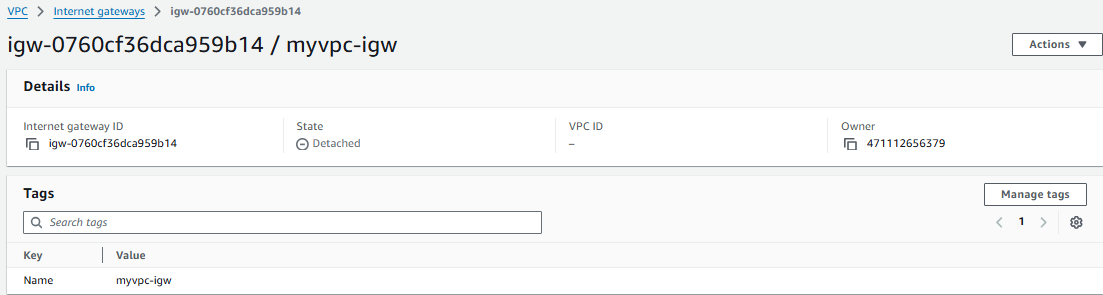 VPC > Internet gateways > igw-0760cf36dca959b14
igw-0760cf36dca959b14 / myvpc-igw
Actions ▼
Details Info
Internet gateway ID
igw-0760cf36dca959b14
State
Detached
VPC ID
–
Owner
471112656379
Tags
Manage tags
Search tags
1
Key Value
Name myvpc-igw